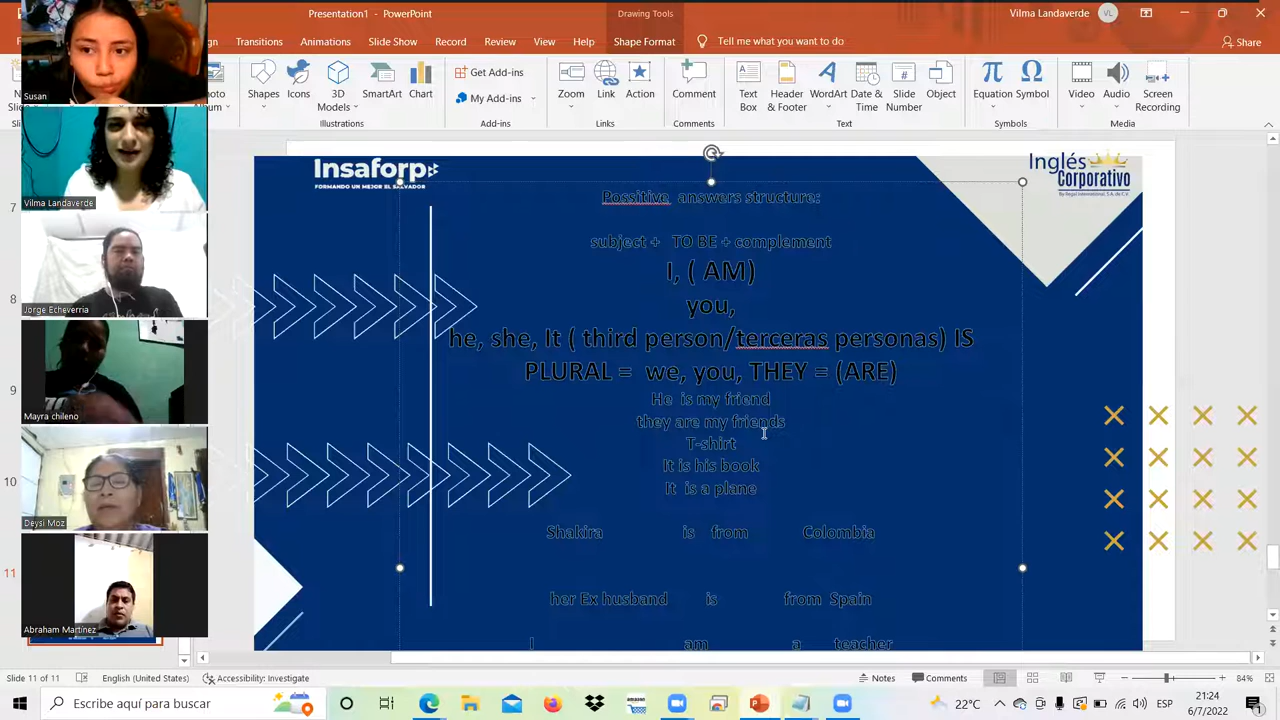 Presentation1 - PowerPoint
Drawing Tools
Vilma Landaverde
VL
Transitions
Animations
Slide Show
Record
Review
View
Help
Shape Format
Tell me what you want to do
Share
Shapes
Icons
3D
Models
SmartArt
Chart
Get Add-ins
My Add-ins
Zoom
Link
Action
Comment
Text
Box
Header
& Footer
WordArt
Date &
Time
Slide
Number
Object
Equation
Symbol
Video
Audio
Screen
Recording
Illustrations
Add-ins
Links
Comments
Text
Symbols
Media
Susan
Vilma Landaverde
Jorge Echeverria
Mayra chileno
Deysi Moz
Abraham Martinez
8
9
10
11
Insaforp
FORMANDO UN MEJOR EL SALVADOR
Inglés
Corporativo
Possitive answers structure:
subject + TO BE + complement
I, ( AM)
you,
he, she, It ( third person/terceras personas) IS
PLURAL = we, you, THEY = (ARE)
He is my friend
they are my friends
T-shirt
It is his book
It is a plane
Shakira is from Colombia
her Ex husband is from Spain
I am a teacher
Slide 11 of 11
English (United States)
Accessibility: Investigate
Notes
Comments
84%
Escribe aquí para buscar
22°C
ESP
21:24
6/7/2022